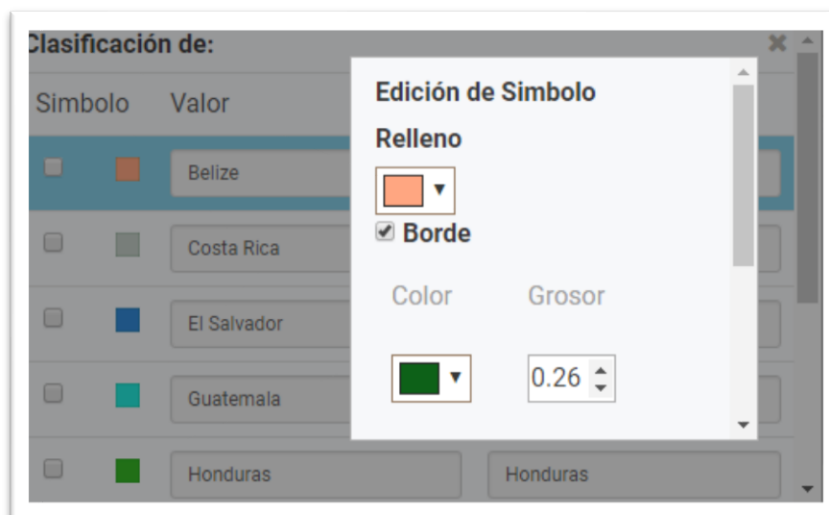 Clasificación de:
Simbolo Valor
Belize
Costa Rica
El Salvador
Guatemala
Honduras Honduras
Edición de Simbolo
Relleno
Borde
Color Grosor
0.26